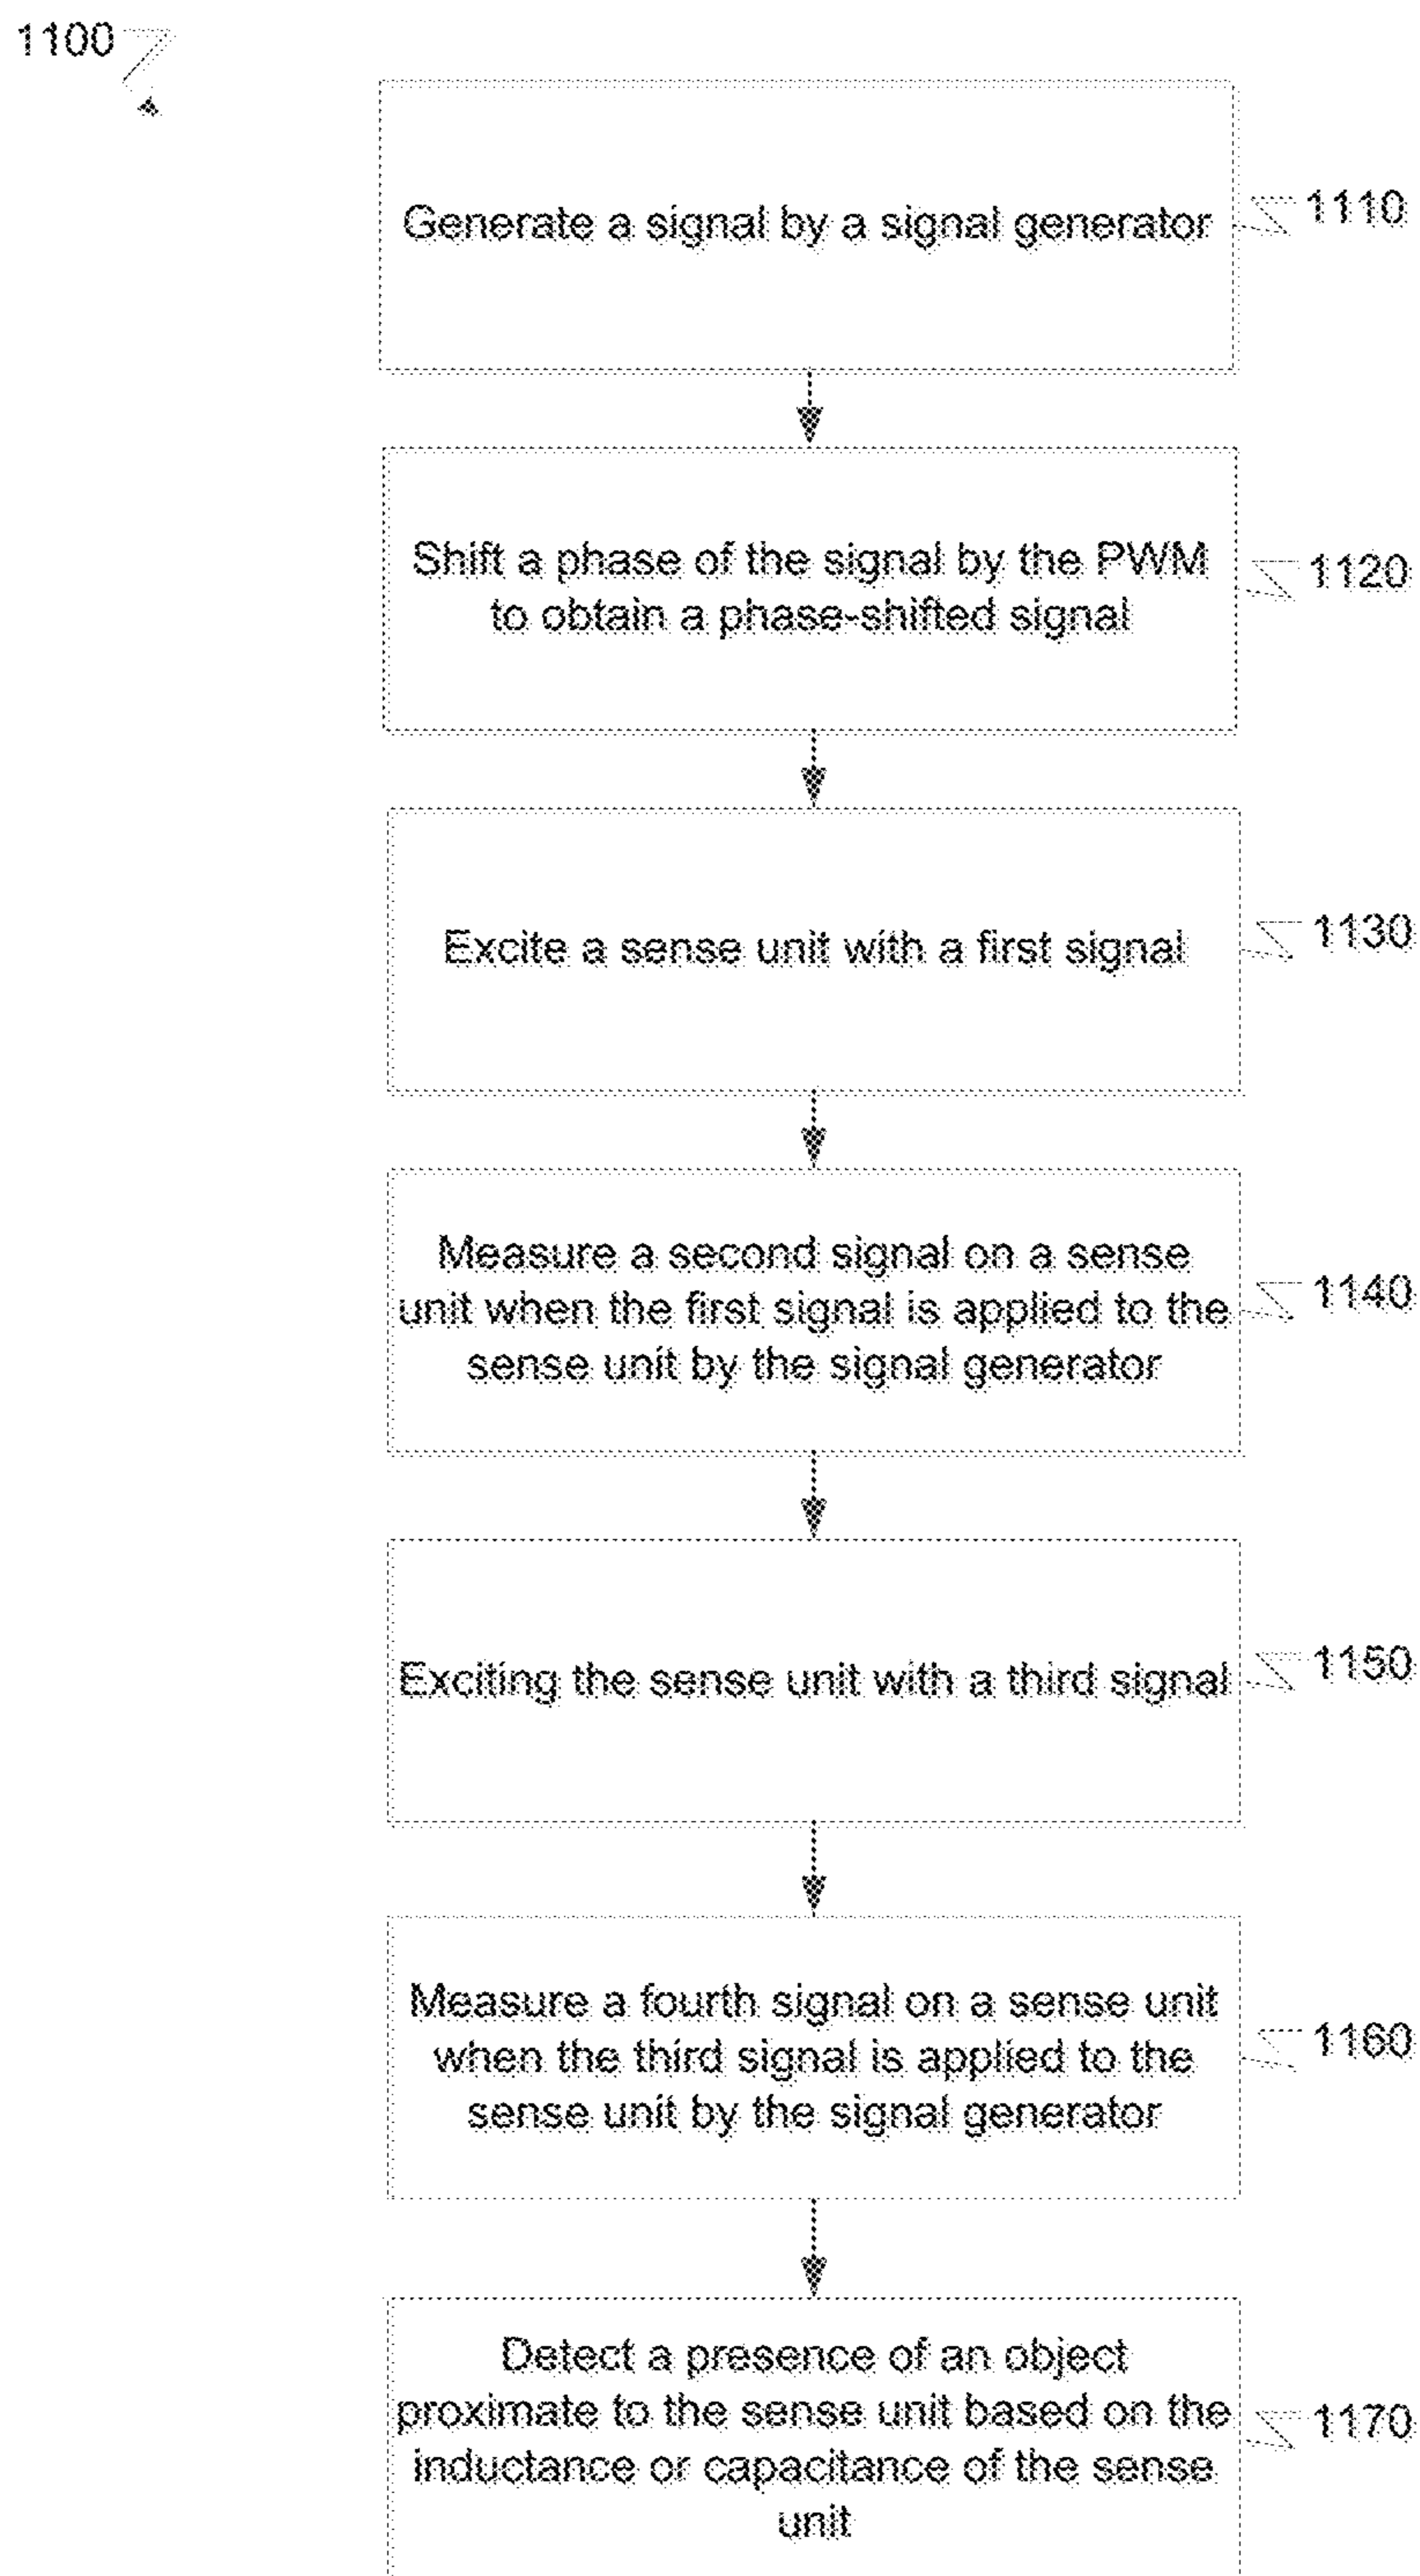 1100
Generate a signal by a signal generator
1110
Shift a phase of the signal by the PWM
to obtain a phase-shifted signal
1120
Excite a sense unit with a first signal
1130
Measure a second signal on a sense
unit when the first signal is applied to the
sense unit by the signal generator
1140
Exciting the sense unit with a third signal
1150
Measure a fourth signal on a sense unit
when the third signal is applied to the
sense unit by the signal generator
1160
Detect a presence of an object
proximate to the sense unit based on the
inductance or capacitance of the sense
unit
1170